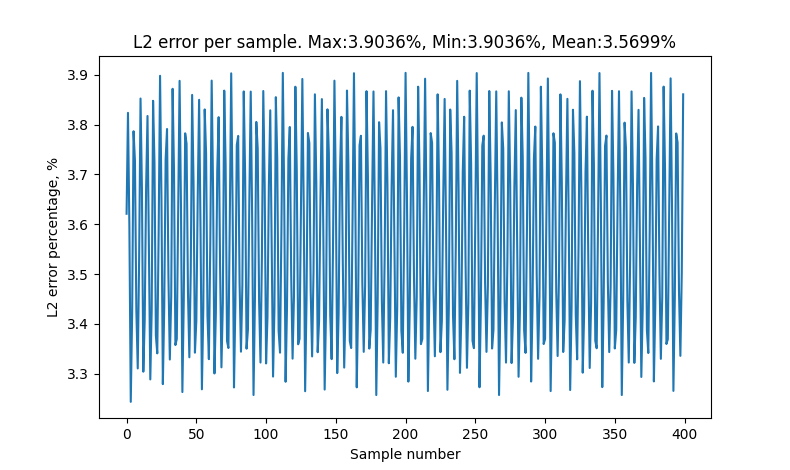 L2 error per sample. Max:3.9036%, Min:3.9036%, Mean:3.5699%
3.9
3.8
3.7
3.6
3.5
3.4
3.3
L2 error percentage, %
0 50 100 150 200 250 300 350 400
Sample number